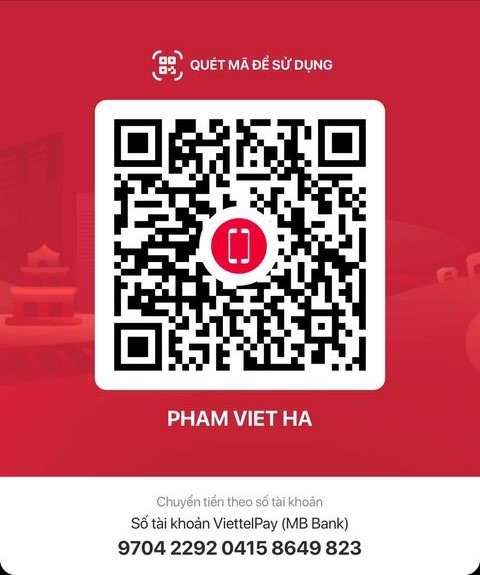 QUÉT MÃ ĐỂ SỬ DỤNG
PHAM VIET HA
Chuyển tiền theo số tài khoản
Số tài khoản ViettelPay (MB Bank)
9704 2292 0415 8649 823